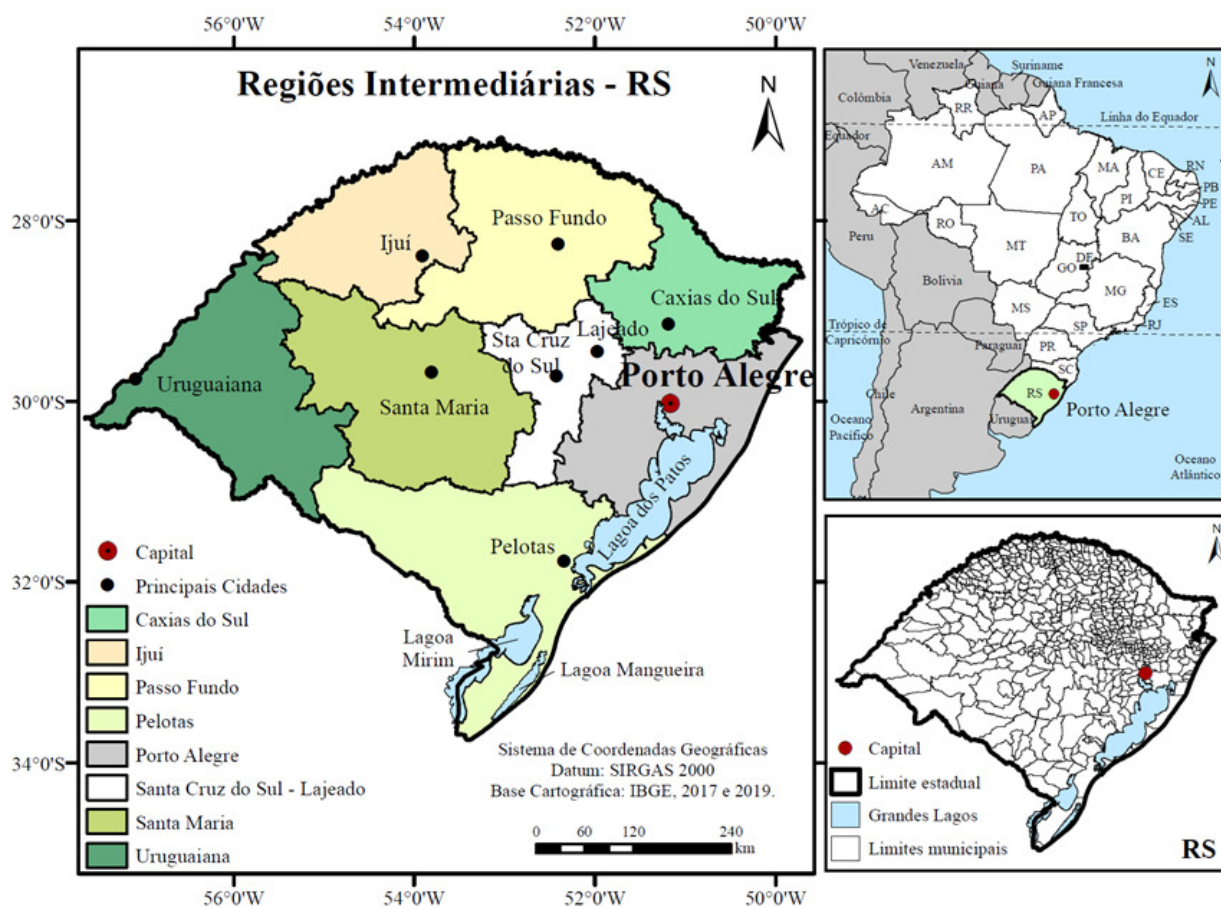 56°0'W 54°0'W 52°0'W 50°0'W
Regiões Intermediárias - RS
N
28°0'S
30°0'S
32°0'S
34°0'S
Ijuí
Passo Fundo
Caxias do Sul
Lajeado
Sta Cruz
do Sul
Porto Alegre
Uruguaiana
Santa Maria
Lagoa dos Patos
Pelotas
Lagoa
Mirim
Lagoa Mangueira
Capital
Principais Cidades
Caxias do Sul
Ijuí
Passo Fundo
Pelotas
Porto Alegre
Santa Cruz do Sul - Lajeado
Santa Maria
Uruguaiana
Sistema de Coordenadas Geográficas
Datum: SIRGAS 2000
Base Cartográfica: IBGE, 2017 e 2019.
0 60 120 240
km
56°0'W 54°0'W 52°0'W 50°0'W
N
Venezuela
Suriname
Guiana
Guiana Francesa
Colômbia
RR
AP
Linha do Equador
Equador
AM
PA
MA
CE
RN
PB
PE
AL
SE
PI
AC
TO
RO
BA
Peru
MT
DF
GO
Bolivia
MG
ES
MS
SP
RJ
Trópico de
Capricórnio
Paraguai
PR
SC
RS
Chile
Porto Alegre
Argentina
Uruguai
Oceano
Pacífico
Oceano
Atlântico
N
Capital
Limite estadual
Grandes Lagos
Limites municipais
RS